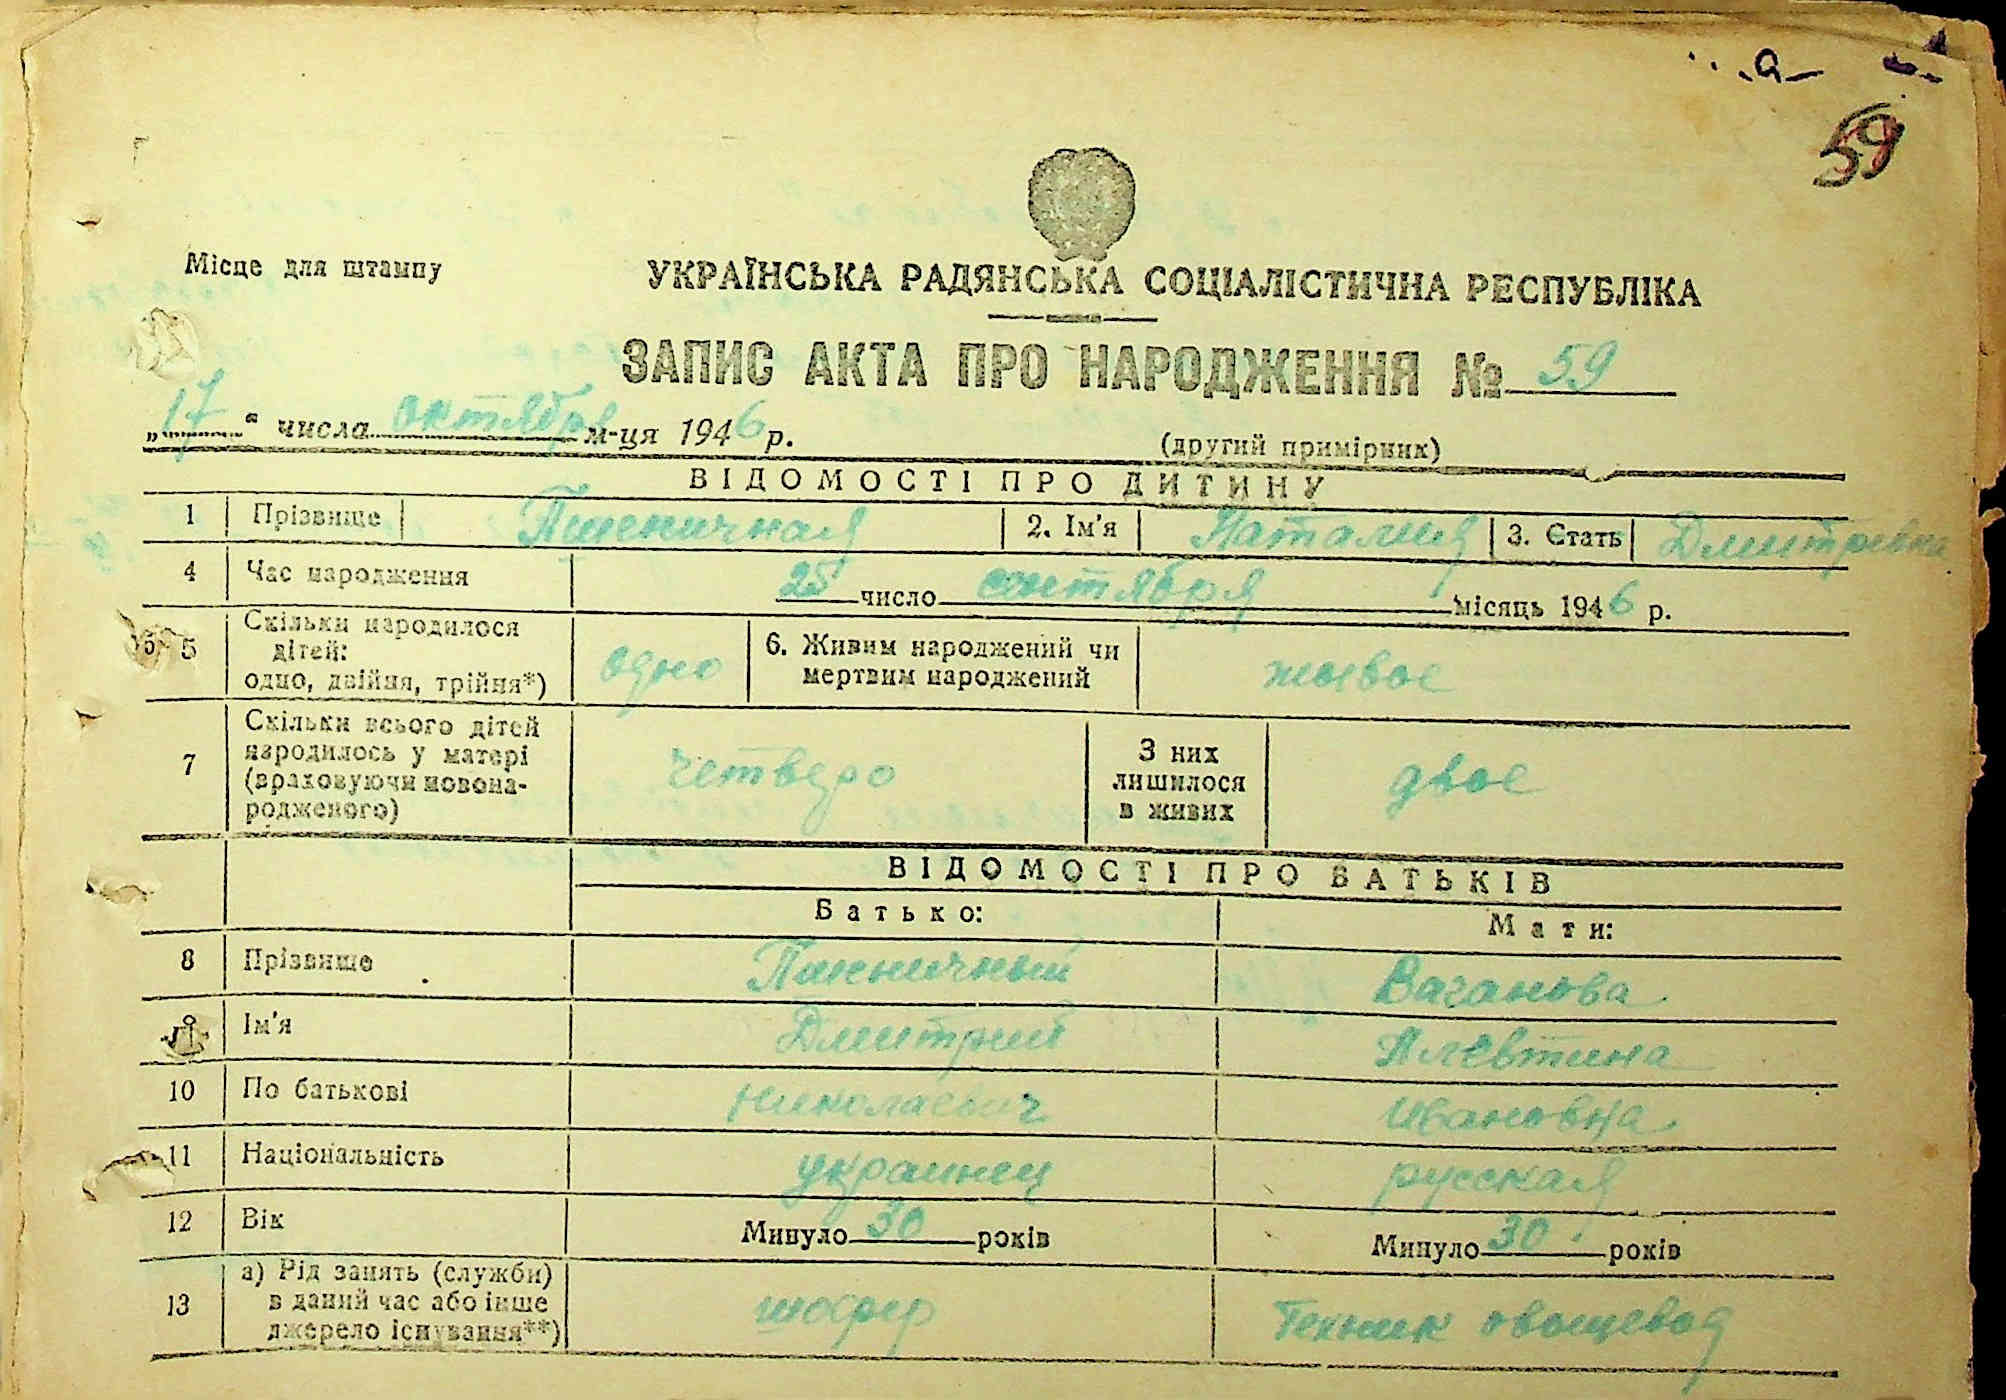 59
Місце для штампу
УКРАЇНСЬКА РАДЯНСЬКА СОЦІАЛІСТИЧНА РЕСПУБЛІКА
ЗАПИС АКТА ПРО НАРОДЖЕННЯ № 59
„17“ числа октября м-ця 1946 р.
(другий примірник)
ВІДОМОСТІ ПРО ДИТИНУ
1 Прізвище Пшеничная 2. Ім'я Наталия 3. Стать Дмитревна
4 Час народження 25 число сентября місяць 1946 р.
5 Скільки народилося дітей: одно, двійня, трійня*) одно 6. Живим народжений чи мертвим народжений живое
7 Скільки всього дітей народилось у матері (враховуючи новонародженого) четверо З них лишилося в живих двое
ВІДОМОСТІ ПРО БАТЬКІВ
Батько: Мати:
8 Прізвище Пшеничный Ваганова
Ім'я Дмитрий Алевтина
10 По батькові Николаевич Ивановна
11 Національність украинец русская
12 Вік Минуло 30 років Минуло 30 років
13 а) Рід занять (служби) в даний час або інше джерело існування**) шофер Техник овощевод